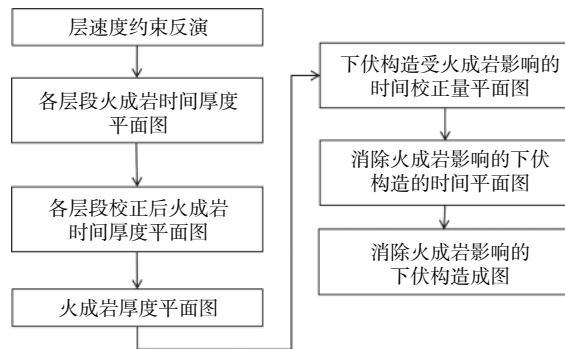 层速度约束反演
各层段火成岩时间厚度
平面图
各层段校正后火成岩
时间厚度平面图
火成岩厚度平面图
下伏构造受火成岩影响的
时间校正量平面图
消除火成岩影响的下伏
构造的时间平面图
消除火成岩影响的
下伏构造成图